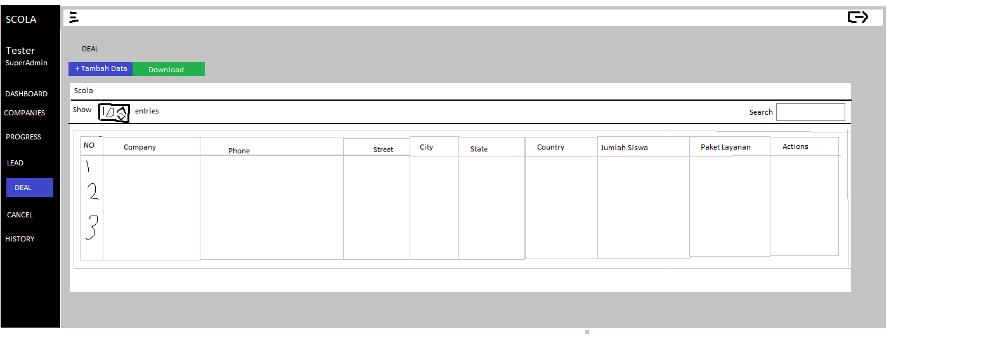 SCOLA
Tester
SuperAdmin
DASHBOARD
COMPANIES
PROGRESS
LEAD
DEAL
CANCEL
HISTORY
DEAL
+ Tambah Data Download
Scola
Show 10 entries Search
NO Company Phone Street City State Country Jumlah Siswa Paket Layanan Actions
1
2
3